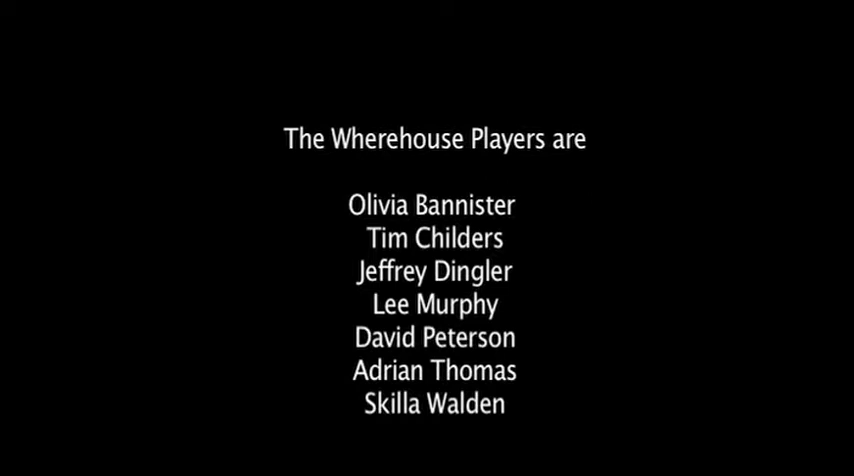 The Wherehouse Players are
Olivia Bannister
Tim Childers
Jeffrey Dingler
Lee Murphy
David Peterson
Adrian Thomas
Skilla Walden